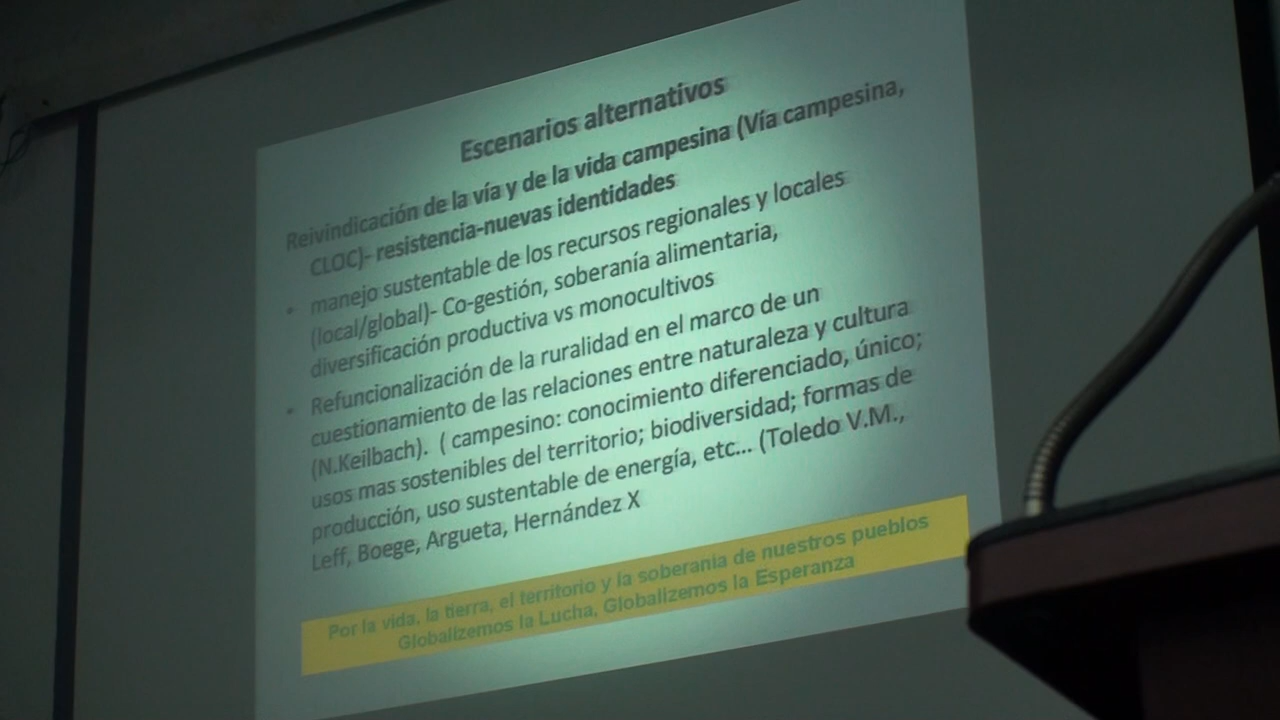 Escenarios alternativos
Reivindicación de la vía y de la vida campesina (Vía campesina,
CLOC)- resistencia-nuevas identidades
• manejo sustentable de los recursos regionales y locales
(local/global)- Co-gestión, soberanía alimentaria,
diversificación productiva vs monocultivos
• Refuncionalización de la ruralidad en el marco de un
cuestionamiento de las relaciones entre naturaleza y cultura
(N.Keilbach). ( campesino: conocimiento diferenciado, único;
usos mas sostenibles del territorio; biodiversidad; formas de
producción, uso sustentable de energía, etc... (Toledo V.M.,
Leff, Boege, Argueta, Hernández X
Por la vida, la tierra, el territorio y la soberania de nuestros pueblos
Globalizemos la Lucha, Globalizemos la Esperanza